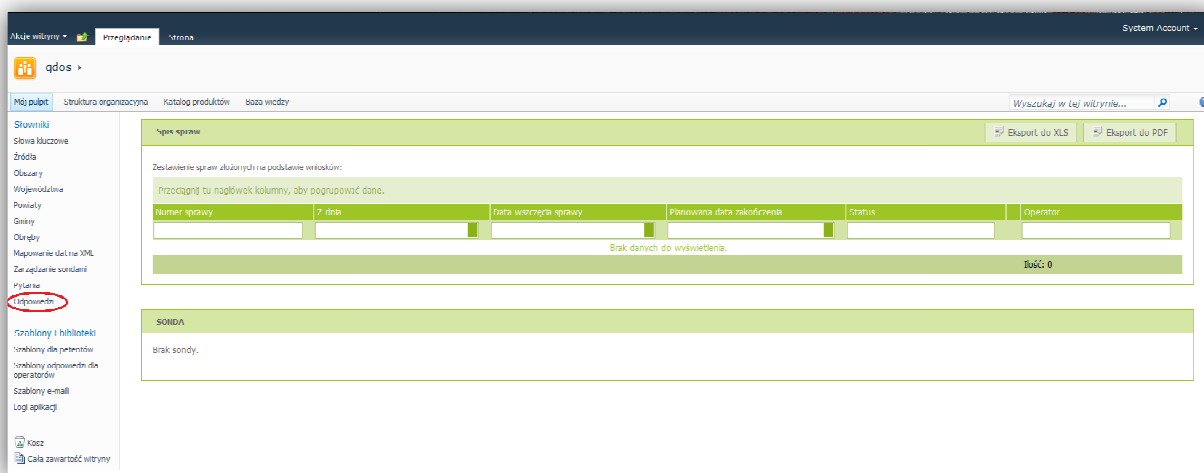 Akcje witryny
Przeglądanie
Strona
System Account
qdos
Mój pulpit
Struktura organizacyjna
Katalog produktów
Baza wiedzy
Wyszukaj w tej witrynie...
Słowniki
Słowa kluczowe
Źródła
Obszary
Województwa
Powiaty
Gminy
Obręby
Mapowanie dat na XML
Zarządzanie sondami
Pytania
Odpowiedzi
Szablony i biblioteki
Szablony dla petentów
Szablony odpowiedzi dla
operatorów
Szablony e-maili
Logi aplikacji
Kosz
Cała zawartość witryny
Spis spraw
Eksport do XLS
Eksport do PDF
Zestawienie spraw złożonych na podstawie wniosków:
Przeciągnij tu nagłówek kolumny, aby pogrupować dane.
Numer sprawy
Z dnia
Data wszczęcia sprawy
Planowana data zakończenia
Status
Operator
Brak danych do wyświetlenia.
Ilość: 0
SONDA
Brak sondy.